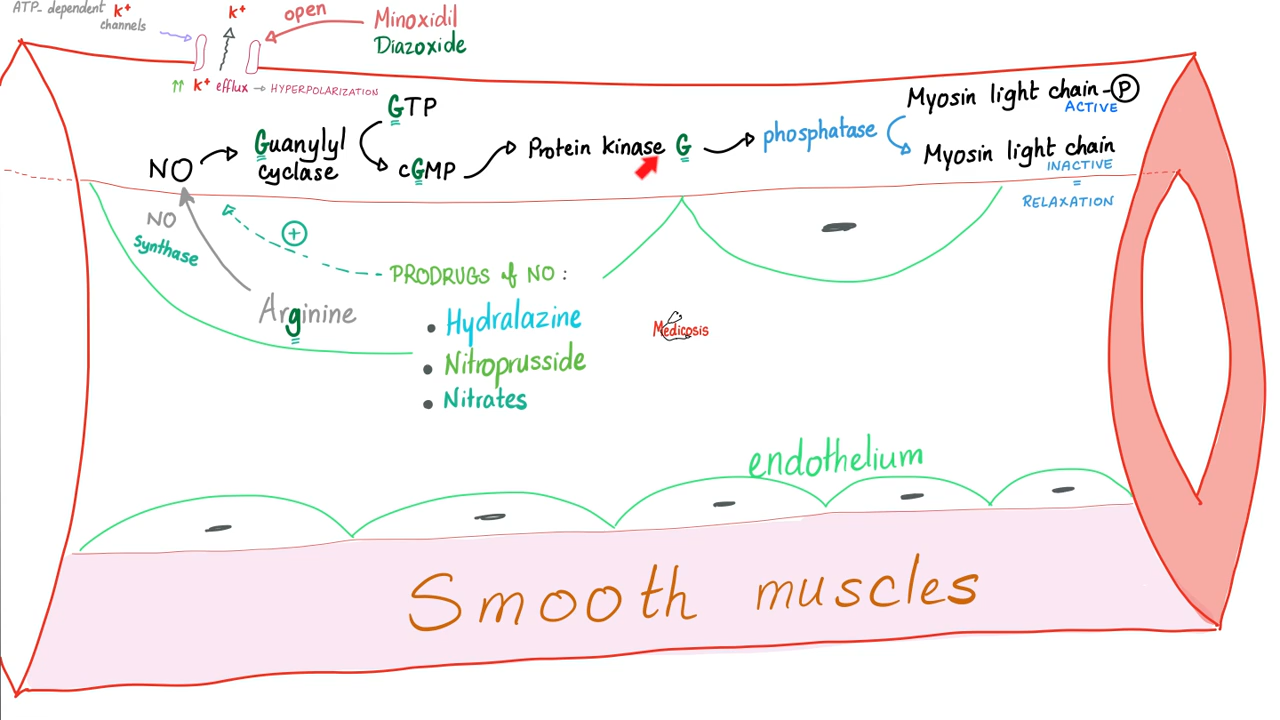 ATP-dependent K+
channels
K+
open
Minoxidil
Diazoxide
↑↑ K+ efflux → HYPERPOLARIZATION
GTP
Guanylyl
cyclase
NO
cGMP
Protein kinase G
phosphatase
Myosin light chain-P
ACTIVE
Myosin light chain
INACTIVE
=
RELAXATION
NO
Synthase
Arginine
+
PRODRUGS of NO:
• Hydralazine
• Nitroprusside
• Nitrates
Medicosis
endothelium
Smooth muscles